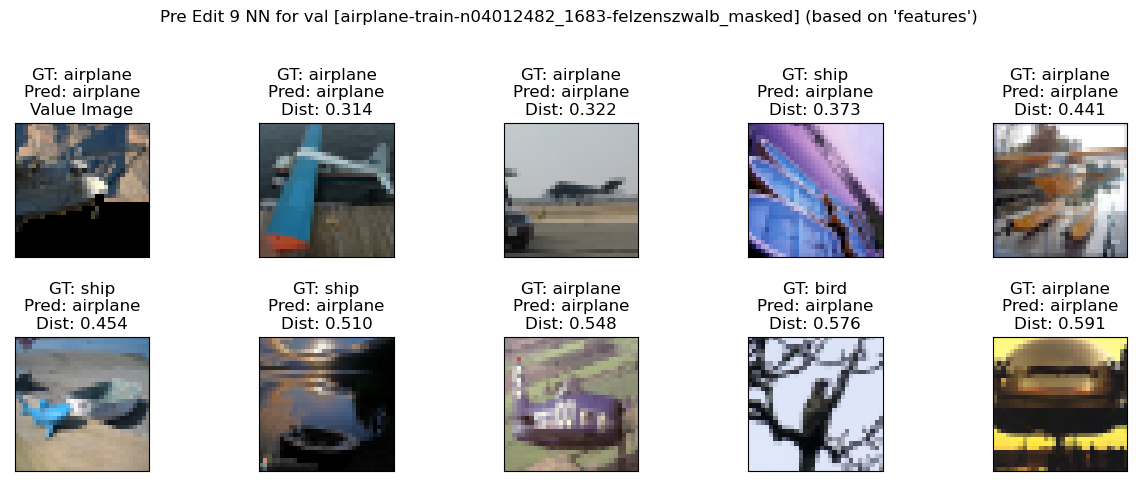 Pre Edit 9 NN for val [airplane-train-n04012482_1683-felzenszwalb_masked] (based on 'features')
GT: airplane
Pred: airplane
Value Image
GT: airplane
Pred: airplane
Dist: 0.314
GT: airplane
Pred: airplane
Dist: 0.322
GT: ship
Pred: airplane
Dist: 0.373
GT: airplane
Pred: airplane
Dist: 0.441
GT: ship
Pred: airplane
Dist: 0.454
GT: ship
Pred: airplane
Dist: 0.510
GT: airplane
Pred: airplane
Dist: 0.548
GT: bird
Pred: airplane
Dist: 0.576
GT: airplane
Pred: airplane
Dist: 0.591